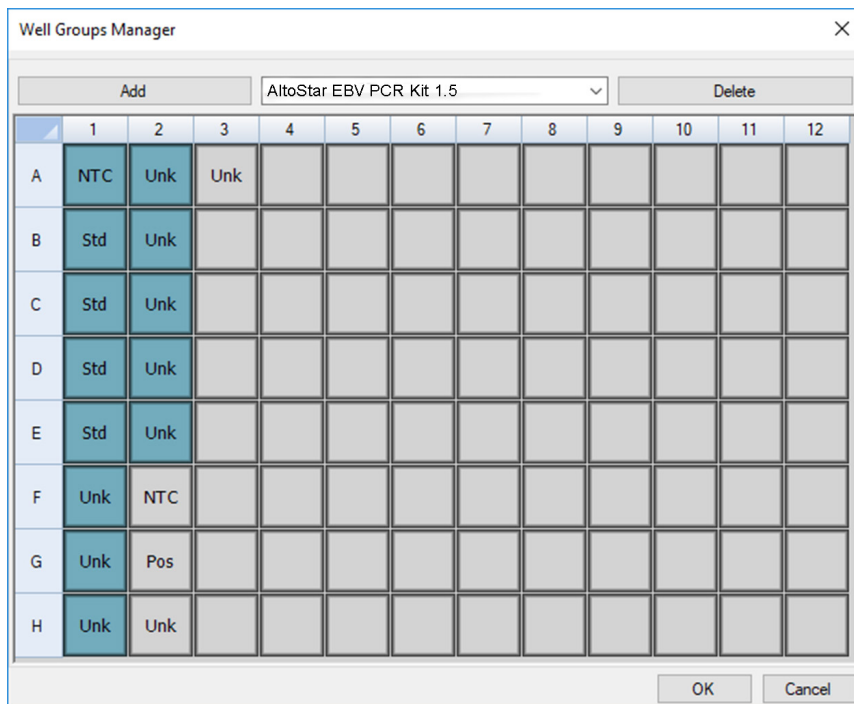 Well Groups Manager
Add AltoStar EBV PCR Kit 1.5 Delete
1 2 3 4 5 6 7 8 9 10 11 12
A NTC Unk Unk
B Std Unk
C Std Unk
D Std Unk
E Std Unk
F Unk NTC
G Unk Pos
H Unk Unk
OK Cancel